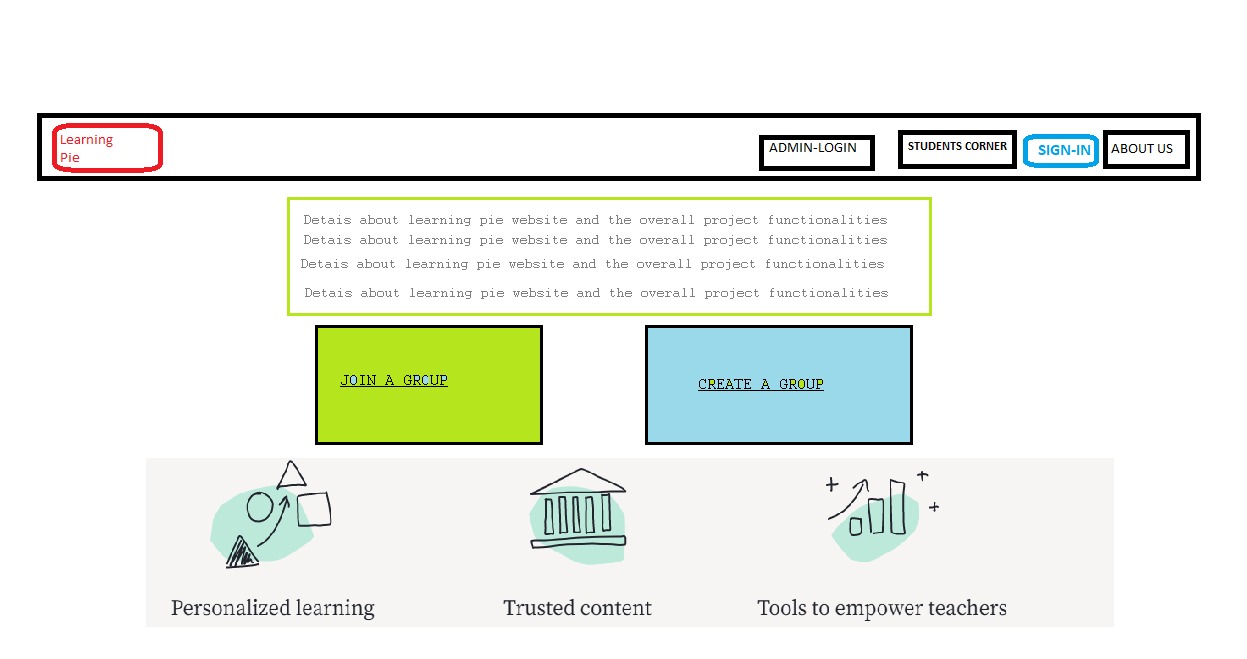 Learning
Pie
ADMIN-LOGIN
STUDENTS CORNER
SIGN-IN
ABOUT US
Detais about learning pie website and the overall project functionalities
Detais about learning pie website and the overall project functionalities
Detais about learning pie website and the overall project functionalities
Detais about learning pie website and the overall project functionalities
JOIN A GROUP
CREATE A GROUP
Personalized learning
Trusted content
Tools to empower teachers